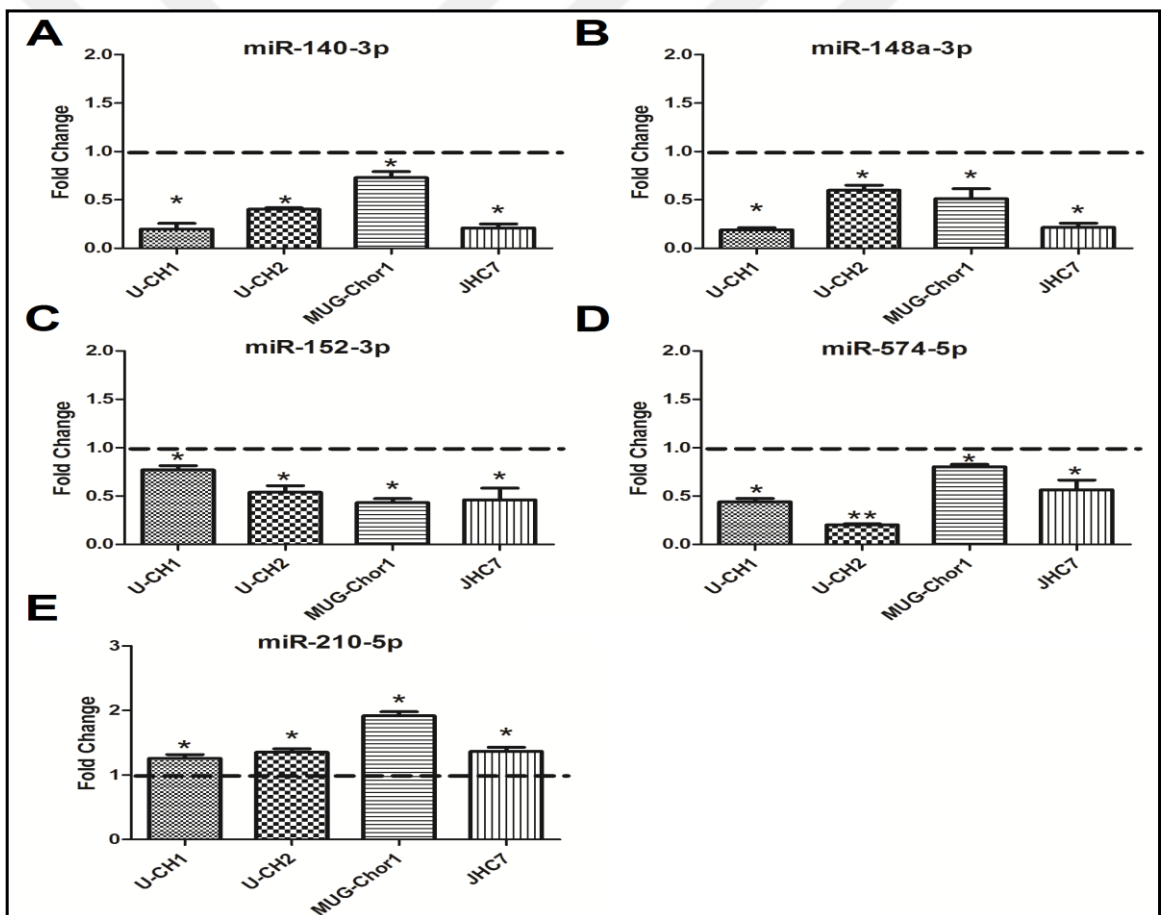 A
miR-140-3p
Fold Change
2.0
1.5
1.0
0.5
0.0
*
*
*
*
U-CH1
U-CH2
MUG-Chor1
JHC7
B
miR-148a-3p
Fold Change
2.0
1.5
1.0
0.5
0.0
*
*
*
*
U-CH1
U-CH2
MUG-Chor1
JHC7
C
miR-152-3p
Fold Change
2.0
1.5
1.0
0.5
0.0
*
*
*
*
U-CH1
U-CH2
MUG-Chor1
JHC7
D
miR-574-5p
Fold Change
2.0
1.5
1.0
0.5
0.0
*
**
*
*
U-CH1
U-CH2
MUG-Chor1
JHC7
E
miR-210-5p
Fold Change
3
2
1
0
*
*
*
*
U-CH1
U-CH2
MUG-Chor1
JHC7